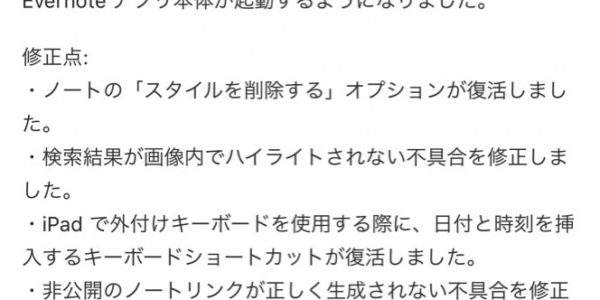 Evernote アプリ本体が起動するようになりました。
修正点:
・ノートの「スタイルを削除する」オプションが復活しまし
た。
・検索結果が画像内でハイライトされない不具合を修正しま
した。
・iPad で外付けキーボードを使用する際に、日付と時刻を挿
入するキーボードショートカットが復活しました。
・非公開のノートリンクが正しく生成されない不具合を修正